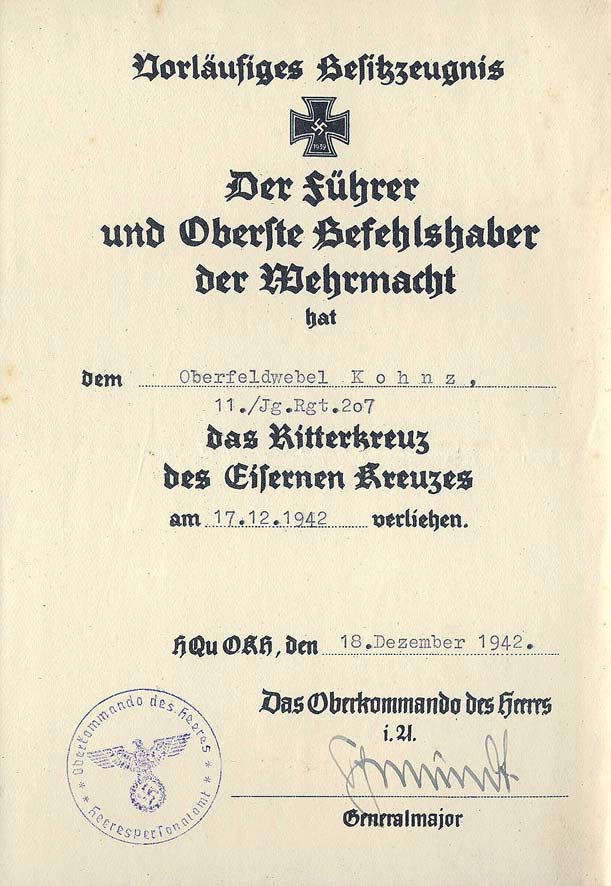 Vorläufiges Besitzzeugnis
1939
Der Führer
und Oberste Befehlshaber
der Wehrmacht
hat
dem Oberfeldwebel K o h n z ,
11./Jg.Rgt.2o7
das Ritterkreuz
des Eisernen Kreuzes
am 17.12.1942 verliehen.
HQu OKH, den 18.Dezember 1942.
Das Oberkommando des Heeres
i. A.
Schmundt
Generalmajor
Oberkommando des Heeres
* Heerespersonalamt *